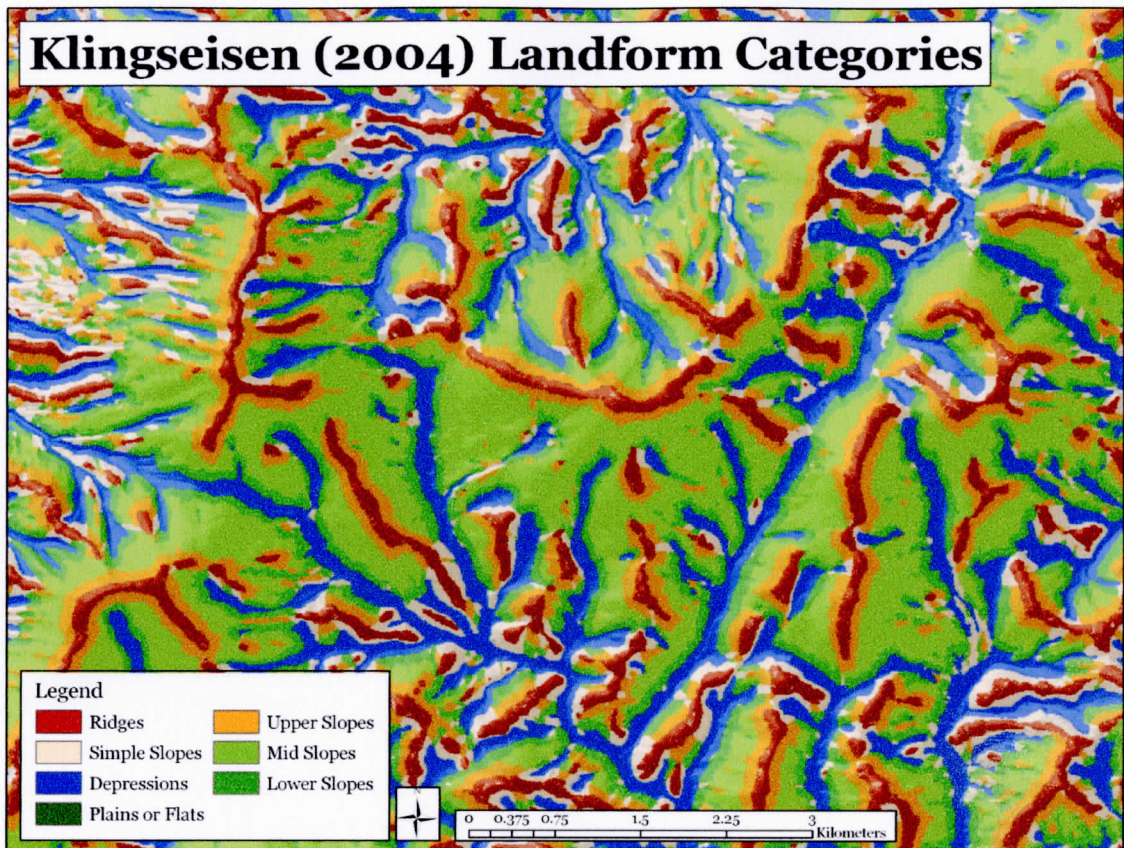 Klingseisen (2004) Landform Categories
Legend
Ridges
Simple Slopes
Depressions
Plains or Flats
Upper Slopes
Mid Slopes
Lower Slopes
0 0.375 0.75 1.5 2.25 3
Kilometers